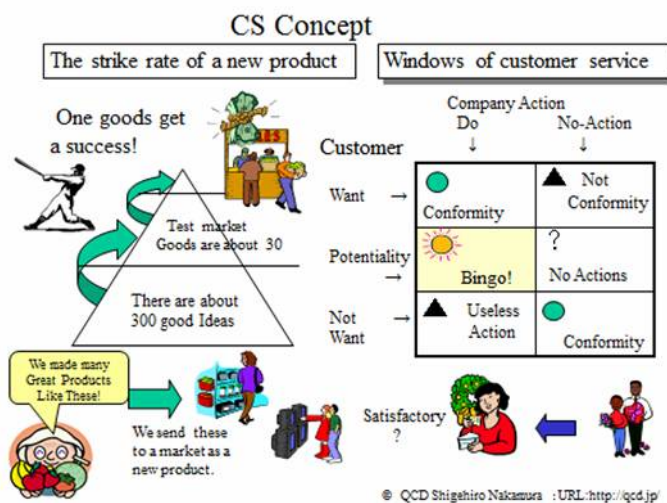 CS Concept
The strike rate of a new product
Windows of customer service
One goods get
a success!
Test market
Goods are about 30
There are about
300 good Ideas
We made many
Great Products
Like These!
We send these
to a market as a
new product.
Company Action
Do No-Action
↓ ↓
Customer
Want →
Conformity
▲ Not
Conformity
Potentiality
→
Bingo!
?
No Actions
Not →
Want
▲ Useless
Action
Conformity
Satisfactory
?
© QCD Shigehiro Nakamura :URL:http://qcd.jp/